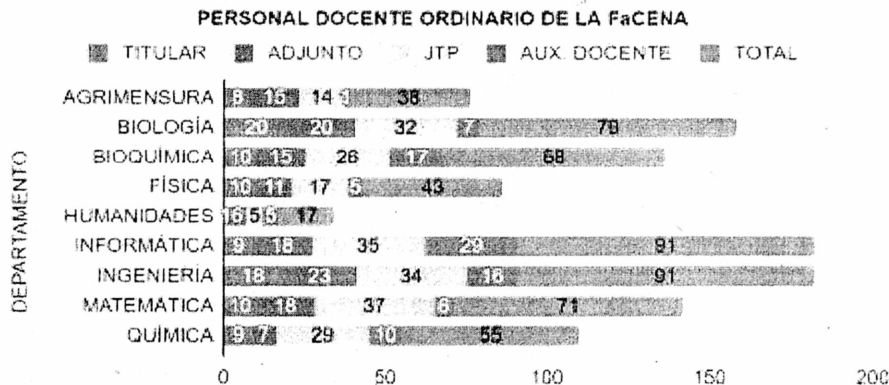 PERSONAL DOCENTE ORDINARIO DE LA FaCENA
TITULAR ADJUNTO JTP AUX. DOCENTE TOTAL
DEPARTAMENTO
AGRIMENSURA 8 15 14 1 38
BIOLOGÍA 20 20 32 7 79
BIOQUÍMICA 10 15 26 17 68
FÍSICA 10 11 17 5 43
HUMANIDADES 1 6 5 5 17
INFORMÁTICA 9 18 35 29 91
INGENIERÍA 18 23 34 16 91
MATEMÁTICA 10 18 37 6 71
QUÍMICA 9 7 29 10 55
0 50 100 150 200